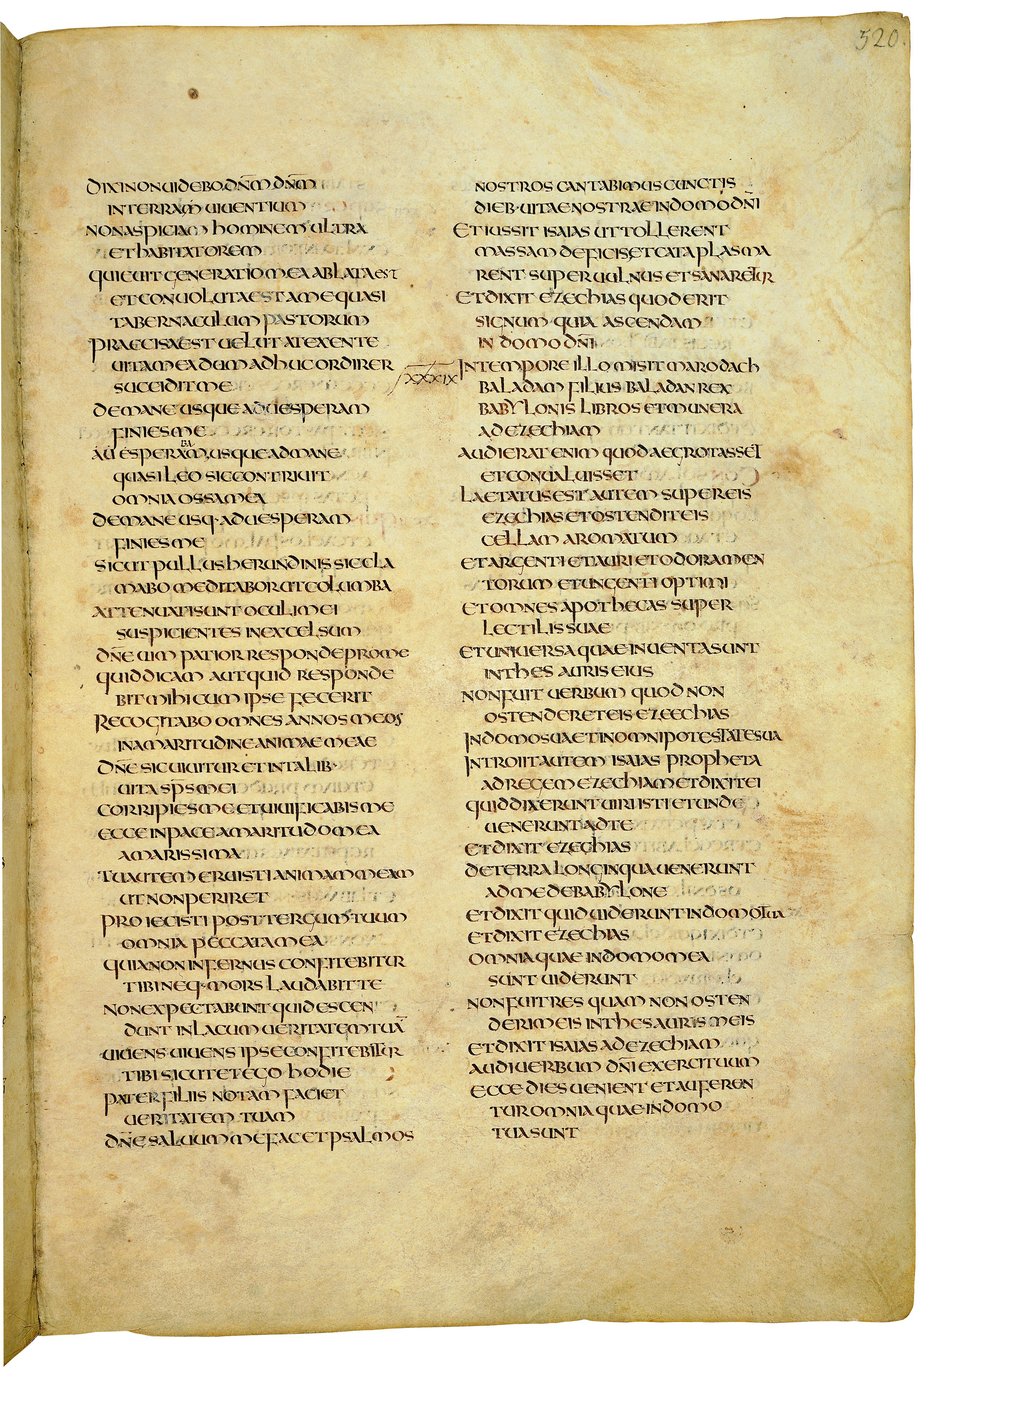 520.
DIXI NON UIDEBO DNM DNM
IN TERRAM UIUENTIUM
NON ASPICIAM HOMINEM ULTRA
ET HABITATOREM
QUIEUIT GENERATIO MEA ABLATA EST
ET CONUOLUTA EST A ME QUASI
TABERNACULUM PASTORUM
PRAECISA EST UELUT A TEXENTE
UITA MEA DUM ADHUC ORDIRER
SUCCIDIT ME
DE MANE USQUE AD UESPERAM
FINIES ME
USQUE AD MANE
QUASI LEO SIC CONTRIUIT
OMNIA OSSA MEA
DE MANE USQ· AD UESPERAM
FINIES ME
SICUT PULLUS HERUNDINIS SIC CLA
MABO MEDITABOR UT COLUMBA
ATTENUATI SUNT OCULI MEI
SUSPICIENTES IN EXCELSUM
DNE UIM PATIOR RESPONDE PRO ME
QUID DICAM AUT QUID RESPONDE
BIT MIHI CUM IPSE FECERIT
RECOGITABO OMNES ANNOS MEOS
IN AMARITUDINE ANIMAE MEAE
DNE SIC UIUITUR ET IN TALIB·
UITA SPS MEI
CORRIPIES ME ET UIUIFICABIS ME
ECCE IN PACE AMARITUDO MEA
AMARISSIMA
TU AUTEM ERUISTI ANIMAM MEAM
UT NON PERIRET
PROIECISTI POST TERGUM TUUM
OMNIA PECCATA MEA
QUIA NON INFERNUS CONFITEBITUR
TIBI NEQ· MORS LAUDABIT TE
NON EXPECTABUNT QUI DESCEN
DUNT IN LACUM UERITATEM TUĀ
UIUENS UIUENS IPSE CONFITEBITUR
TIBI SICUT ET EGO HODIE
PATER FILIIS NOTAM FACIET
UERITATEM TUAM
DNE SALUUM ME FAC ET PSALMOS
NOSTROS CANTABIMUS CUNCTIS
DIEB· UITAE NOSTRAE IN DOMO DNI
ET IUSSIT ISAIAS UT TOLLERENT
MASSAM DE FICIS ET CATAPLASMA
RENT SUPER UULNUS ET SANARETUR
ET DIXIT EZECHIAS QUOD ERIT
SIGNUM QUIA ASCENDAM
IN DOMO DNI
XXXIX
IN TEMPORE ILLO MISIT MARODACH
BALADAM FILIUS BALADAN REX
BABYLONIS LIBROS ET MUNERA
AD EZECHIAM
AUDIERAT ENIM QUOD AEGROTASSET
ET CONUALUISSET
LAETATUS EST AUTEM SUPER EIS
EZECHIAS ET OSTENDIT EIS
CELLAM AROMATUM
ET ARGENTI ET AURI ET ODORAMEN
TORUM ET UNGENTI OPTIMI
ET OMNES APOTHECAS SUPER
LECTILIS SUAE
ET UNIUERSA QUAE INUENTA SUNT
IN THESAURIS EIUS
NON FUIT UERBUM QUOD NON
OSTENDERET EIS EZECHIAS
IN DOMO SUA ET IN OMNI POTESTATE SUA
INTROIIT AUTEM ISAIAS PROPHETA
AD REGEM EZECHIAM ET DIXIT EI
QUID DIXERUNT UIRI ISTI ET UNDE
UENERUNT AD TE
ET DIXIT EZECHIAS
DE TERRA LONGINQUA UENERUNT
AD ME DE BABYLONE
ET DIXIT QUID UIDERUNT IN DOMO TUA
ET DIXIT EZECHIAS
OMNIA QUAE IN DOMO MEA
SUNT UIDERUNT
NON FUIT RES QUAM NON OSTEN
DERIM EIS IN THESAURIS MEIS
ET DIXIT ISAIAS AD EZECHIAM
AUDI UERBUM DNI EXERCITUUM
ECCE DIES UENIENT ET AUFEREN
TUR OMNIA QUAE IN DOMO
TUA SUNT